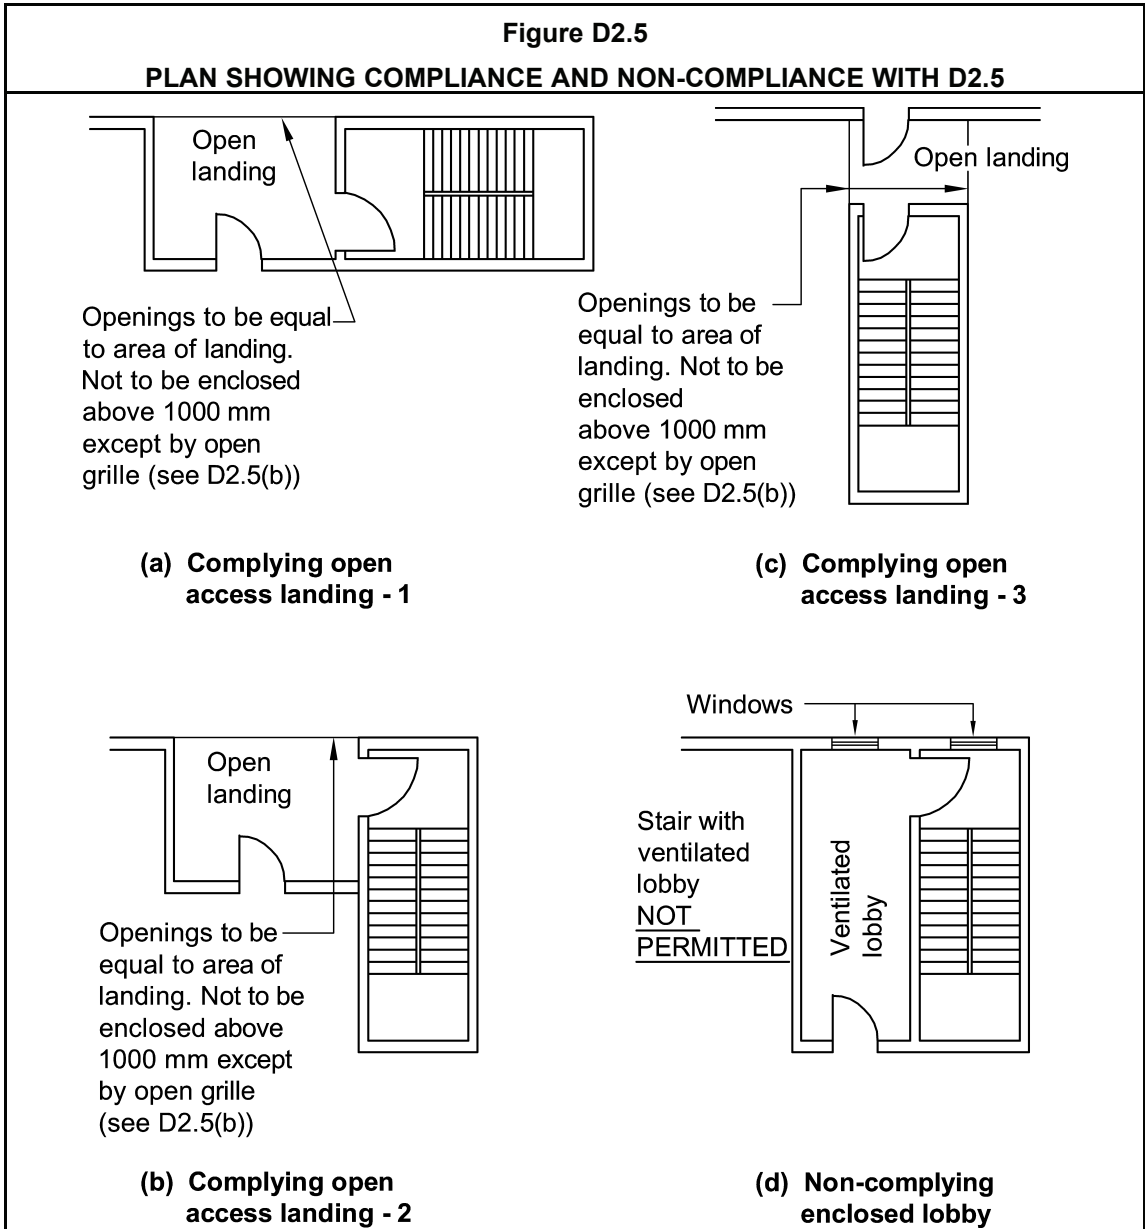 Figure D2.5
PLAN SHOWING COMPLIANCE AND NON-COMPLIANCE WITH D2.5
Open
landing
Openings to be equal
to area of landing.
Not to be enclosed
above 1000 mm
except by open
grille (see D2.5(b))
(a) Complying open
access landing - 1
Open landing
Openings to be
equal to area of
landing. Not to be
enclosed
above 1000 mm
except by open
grille (see D2.5(b))
(c) Complying open
access landing - 3
Open
landing
Openings to be
equal to area of
landing. Not to be
enclosed above
1000 mm except
by open grille
(see D2.5(b))
(b) Complying open
access landing - 2
Windows
Stair with
ventilated
lobby
NOT
PERMITTED
Ventilated
lobby
(d) Non-complying
enclosed lobby